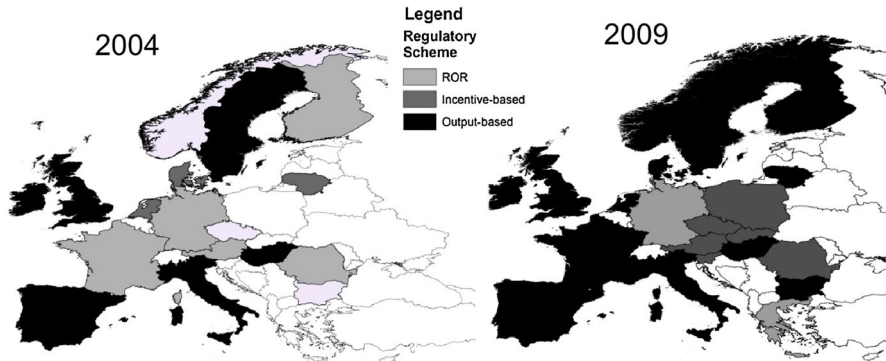 2004
Legend
Regulatory
Scheme
ROR
Incentive-based
Output-based
2009